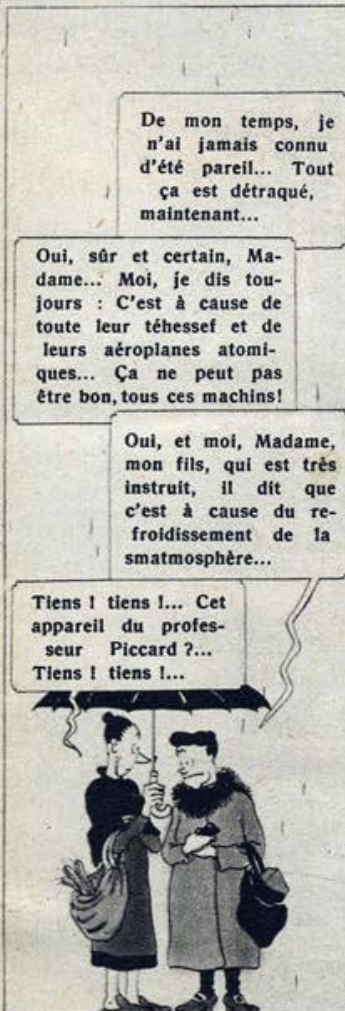 De mon temps, je
n'ai jamais connu
d'été pareil... Tout
ça est détraqué,
maintenant...
Oui, sûr et certain, Ma-
dame... Moi, je dis tou-
jours : C'est à cause de
toute leur téhessef et de
leurs aéroplanes atomi-
ques... Ça ne peut pas
être bon, tous ces machins!
Oui, et moi, Madame,
mon fils, qui est très
instruit, il dit que
c'est à cause du re-
froidissement de la
smatmosphère...
Tiens ! tiens !... Cet
appareil du profes-
seur Piccard ?...
Tiens ! tiens !...